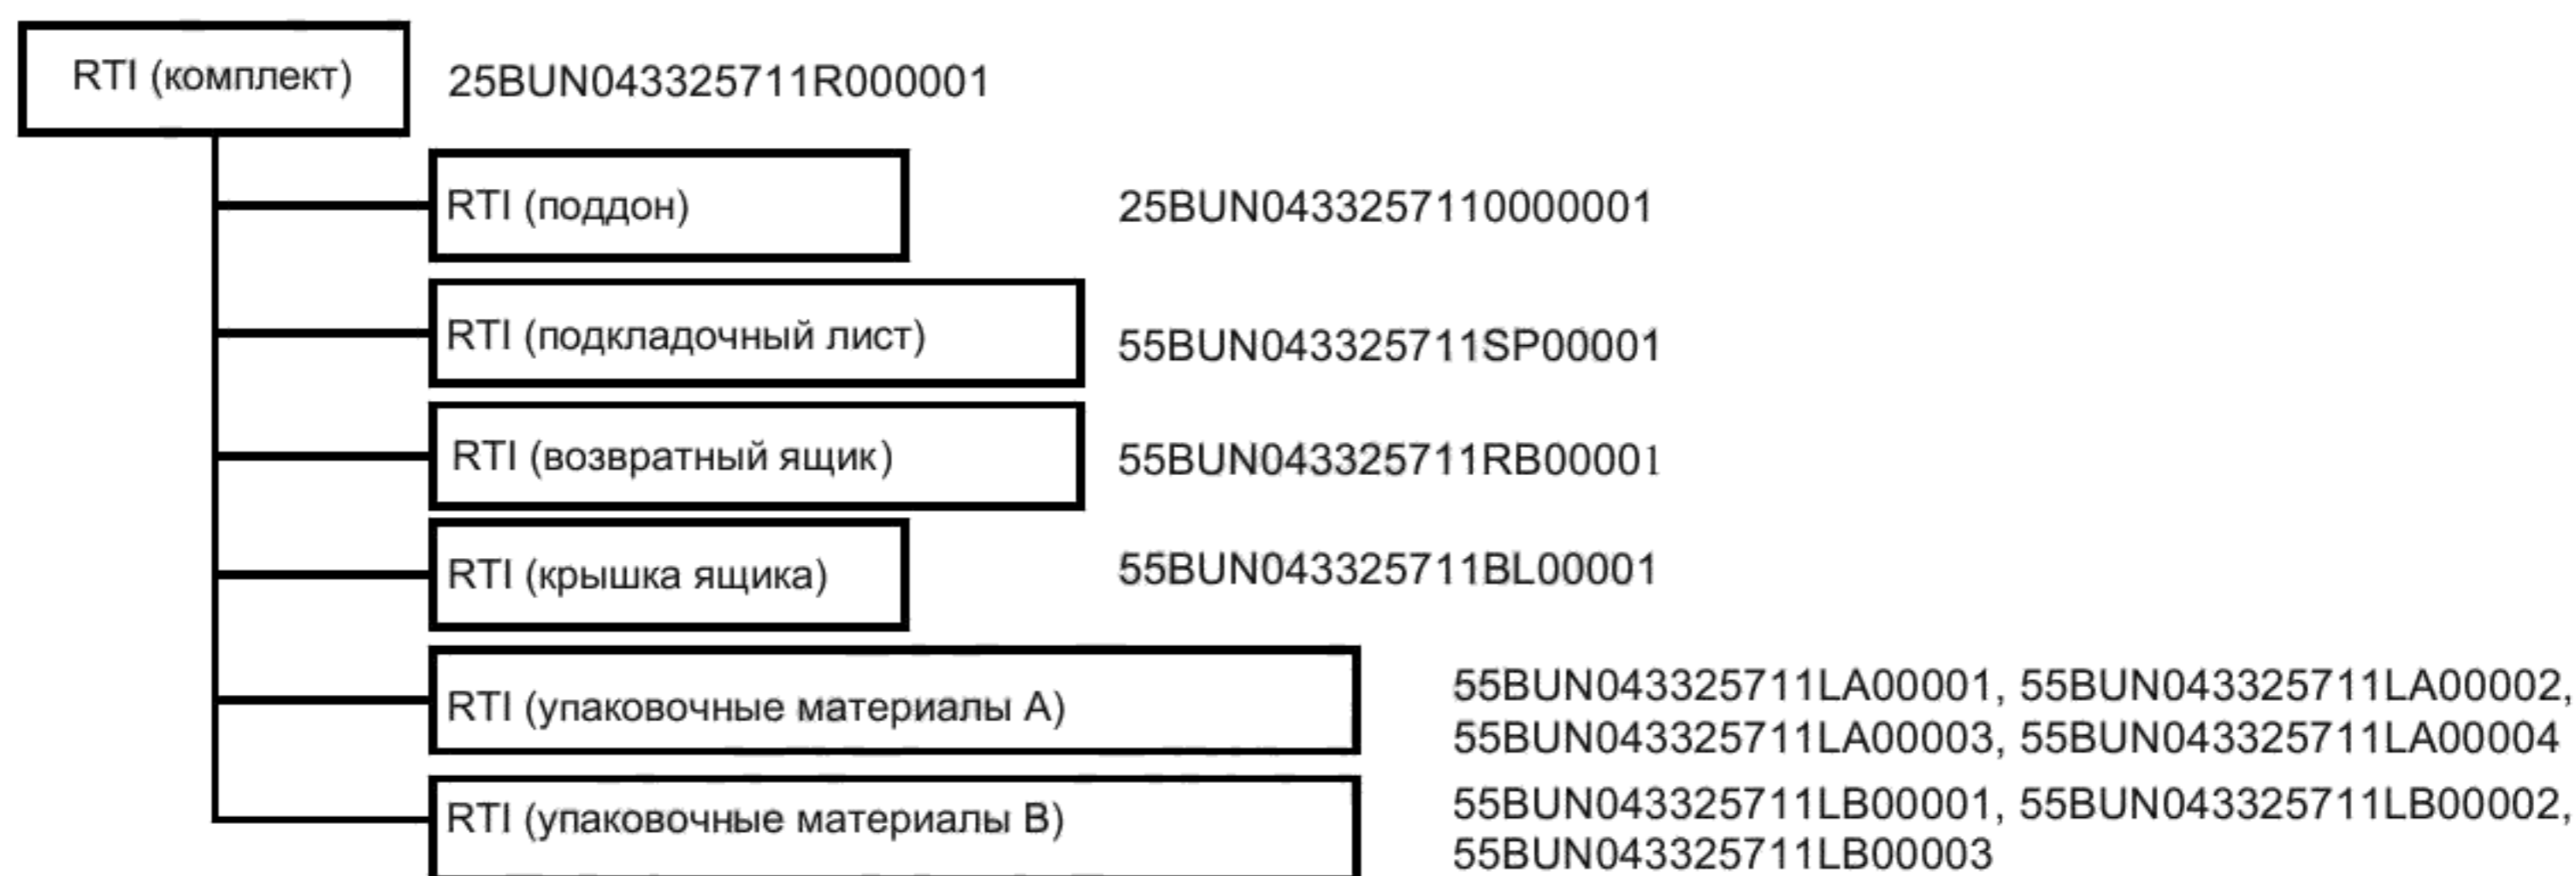 RTI (комплект) 25BUN043325711R000001
RTI (поддон) 25BUN0433257110000001
RTI (подкладочный лист) 55BUN043325711SP00001
RTI (возвратный ящик) 55BUN043325711RB00001
RTI (крышка ящика) 55BUN043325711BL00001
RTI (упаковочные материалы А) 55BUN043325711LA00001, 55BUN043325711LA00002,
55BUN043325711LA00003, 55BUN043325711LA00004
RTI (упаковочные материалы В) 55BUN043325711LB00001, 55BUN043325711LB00002,
55BUN043325711LB00003